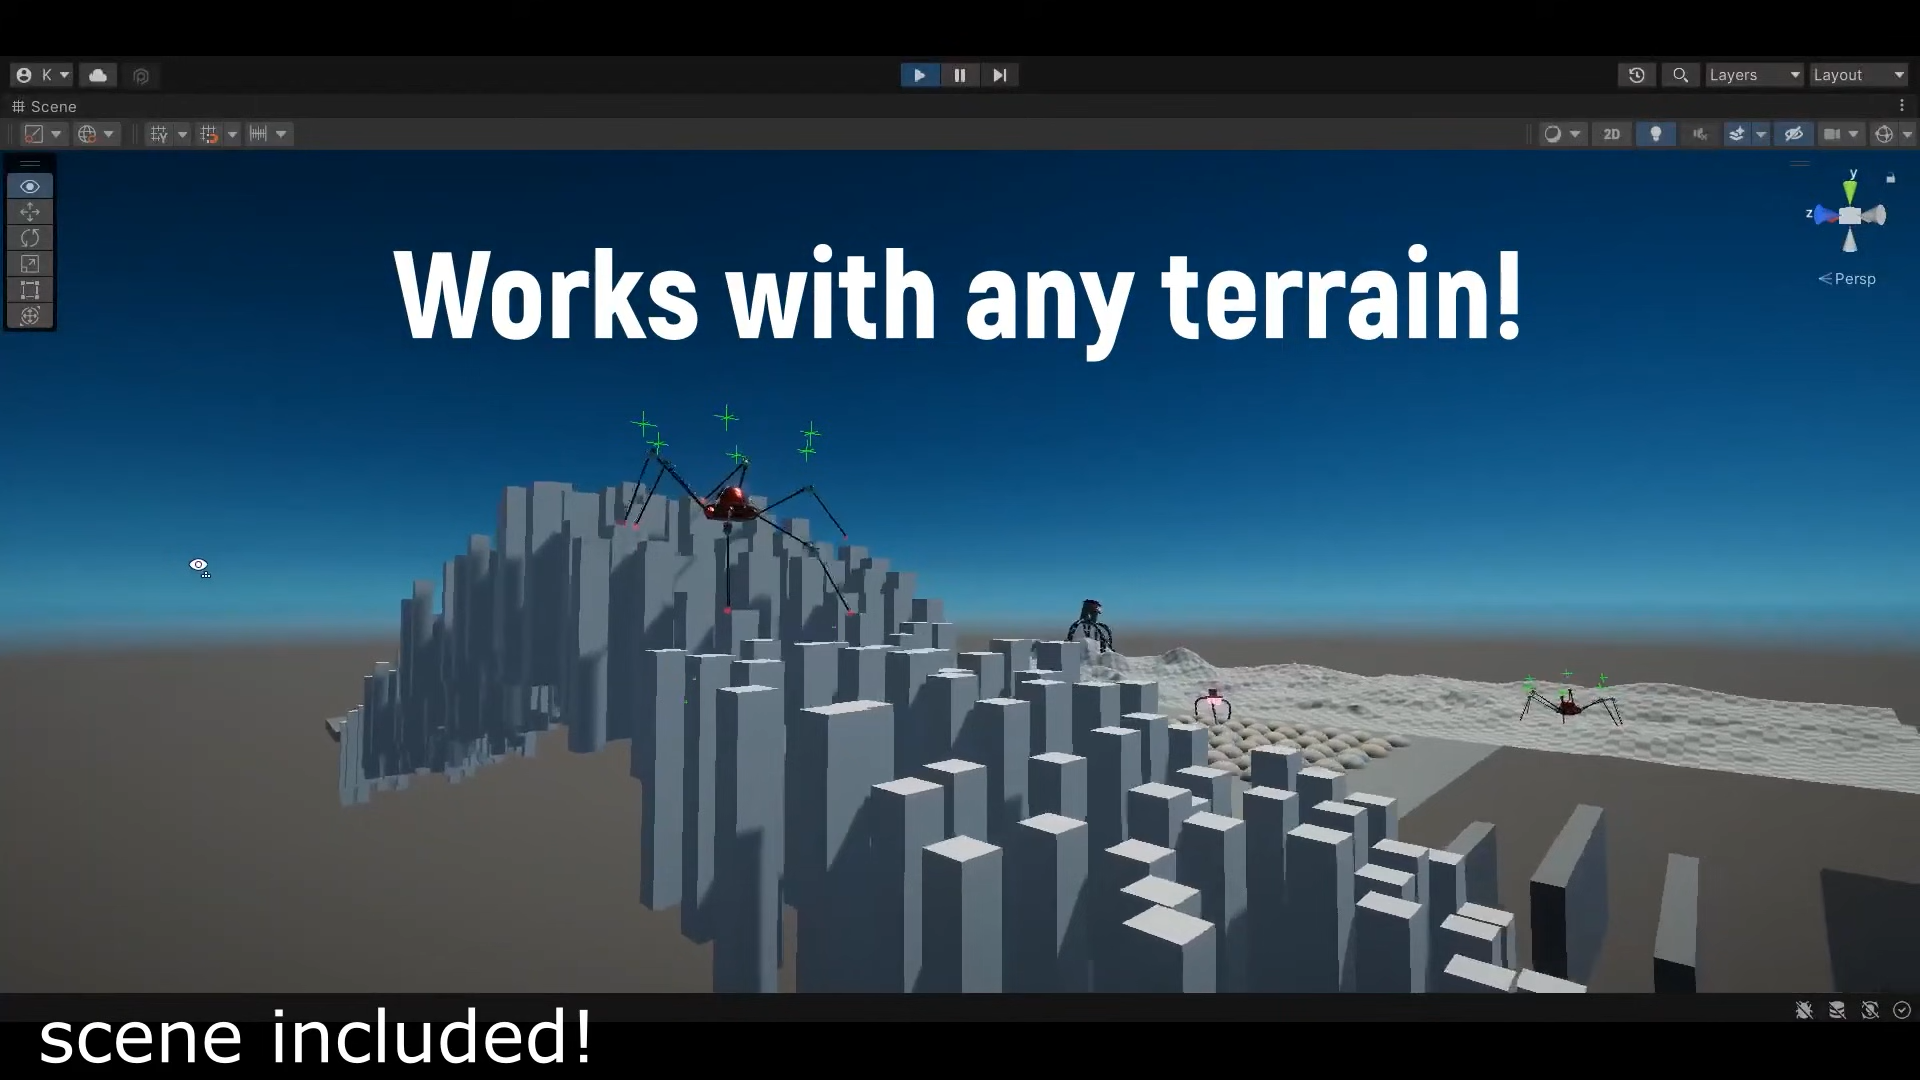 K
Layers
Layout
Scene
2D
y
z
Persp
Works with any terrain!
scene included!